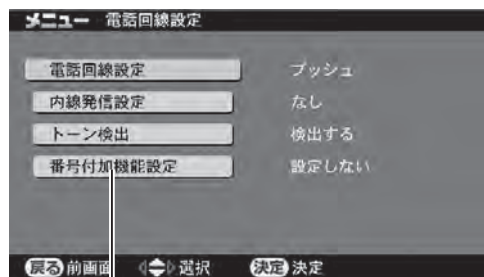 メニュー 電話回線設定
電話回線設定 プッシュ
内線発信設定 なし
トーン検出 検出する
番号付加機能設定 設定しない
戻る 前画面 選択 決定 決定